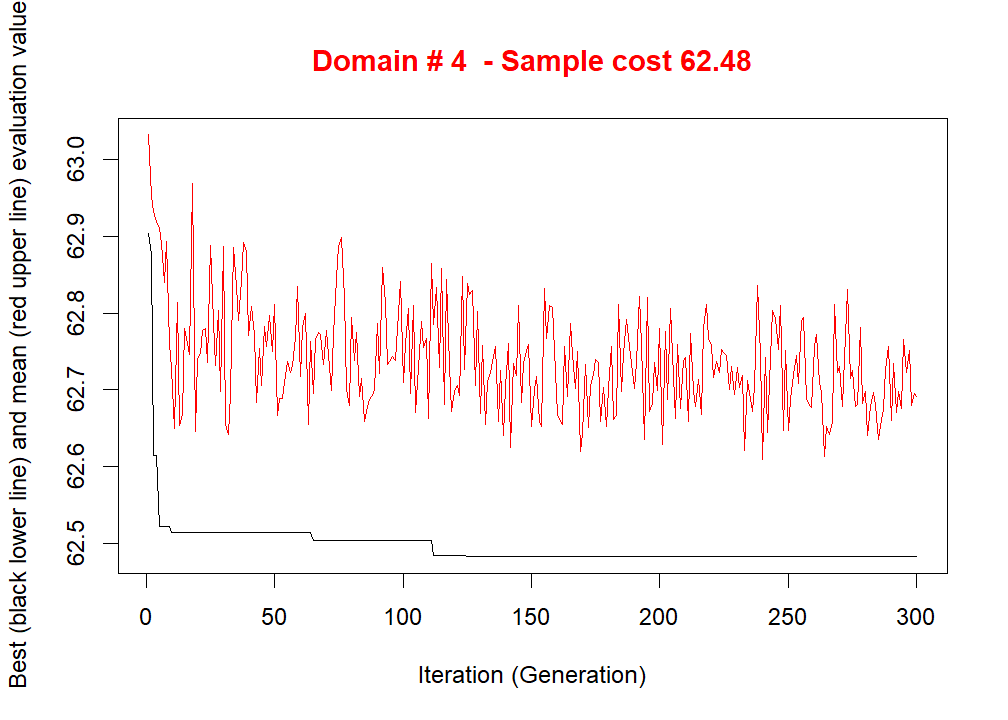 Domain # 4  - Sample cost 62.48
Best (black lower line) and mean (red upper line) evaluation value
63.0
62.9
62.8
62.7
62.6
62.5
0 50 100 150 200 250 300
Iteration (Generation)